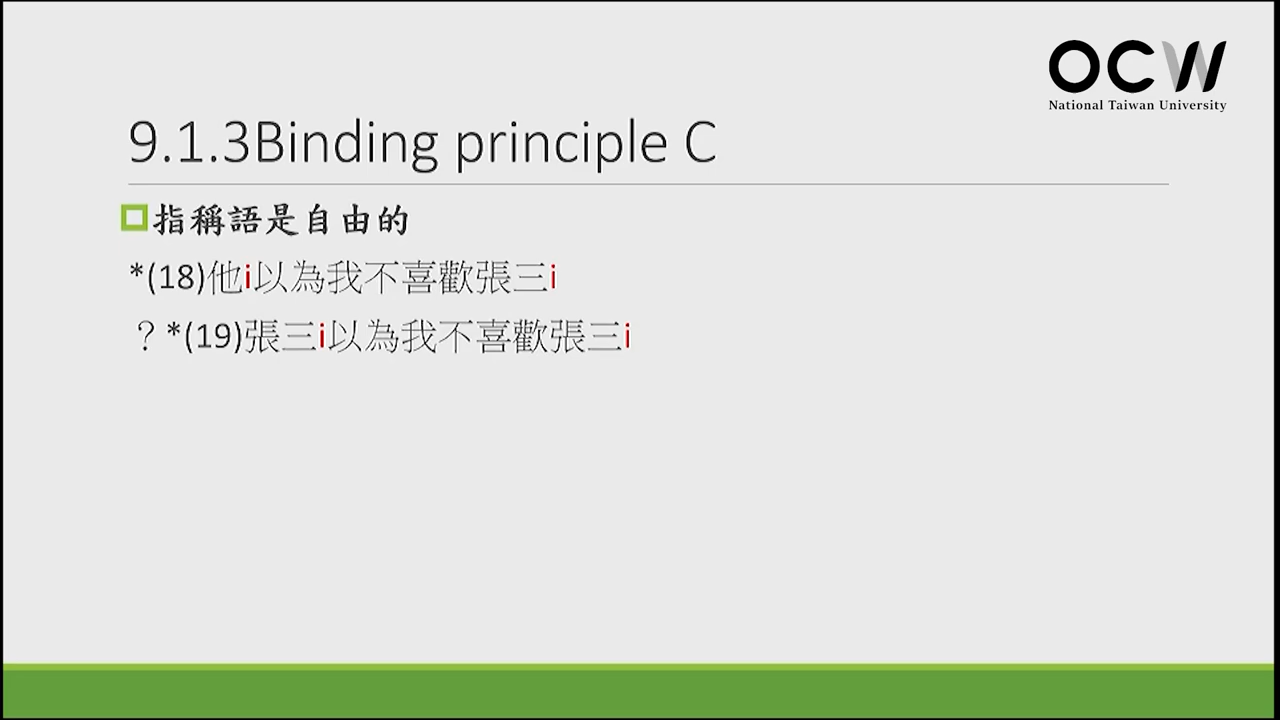 OCW
National Taiwan University
9.1.3Binding principle C
指稱語是自由的
*(18)他i以為我不喜歡張三i
？*(19)張三i以為我不喜歡張三i